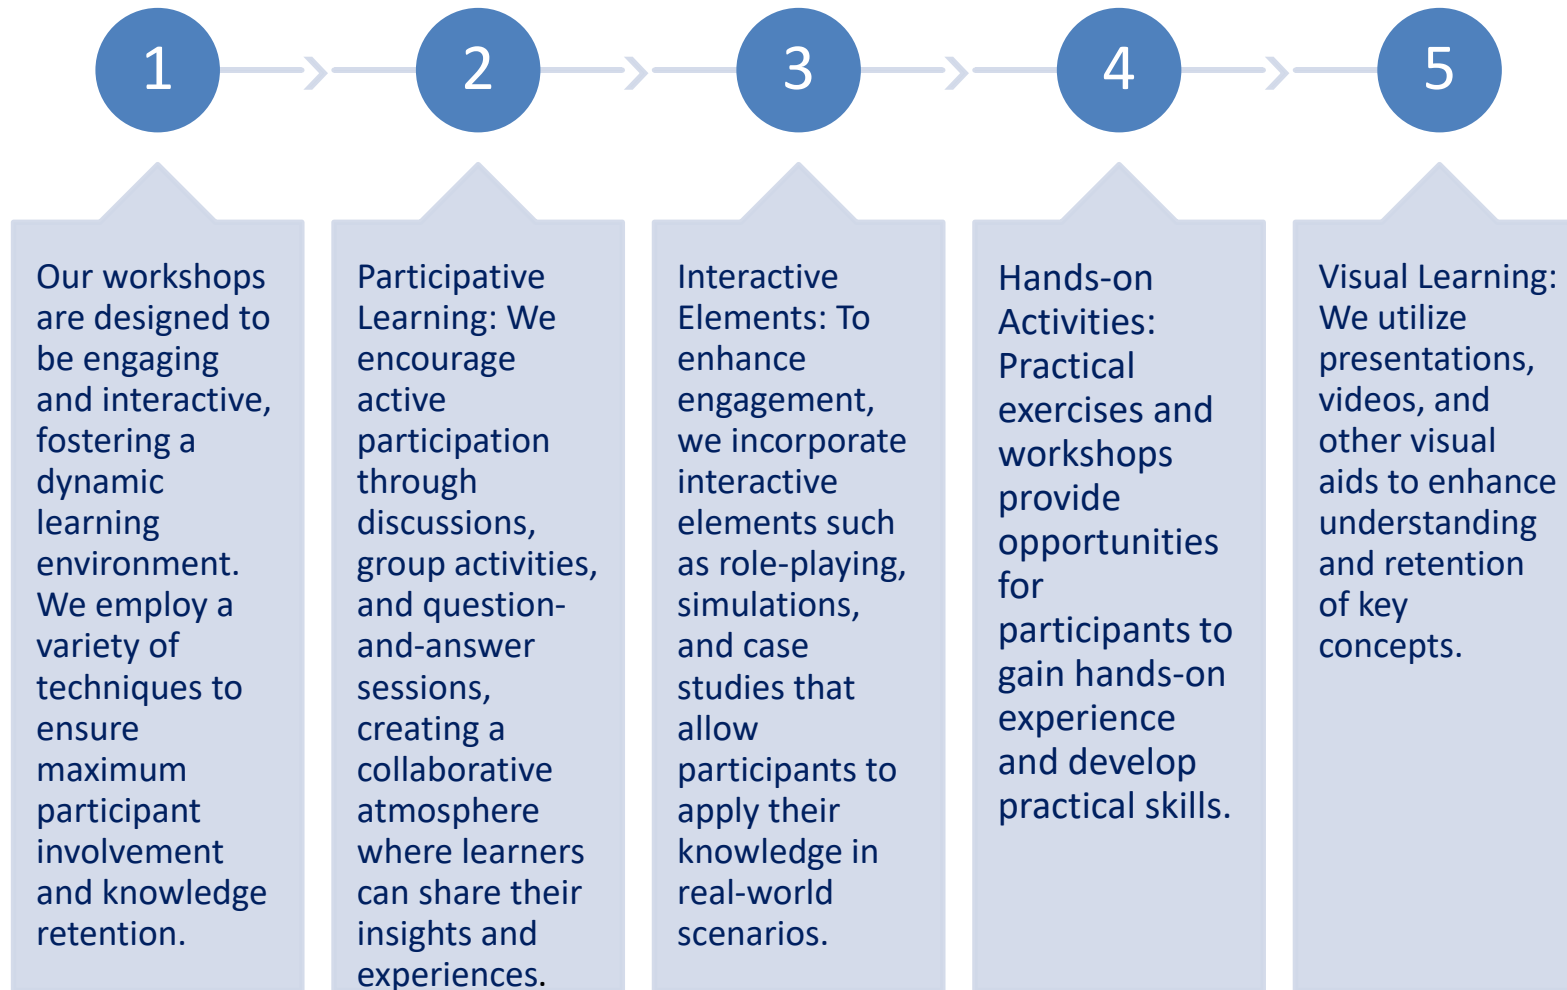 1
2
3
4
5
Our workshops
are designed to
be engaging
and interactive,
fostering a
dynamic
learning
environment.
We employ a
variety of
techniques to
ensure
maximum
participant
involvement
and knowledge
retention.
Participative
Learning: We
encourage
active
participation
through
discussions,
group activities,
and question-
and-answer
sessions,
creating a
collaborative
atmosphere
where learners
can share their
insights and
experiences.
Interactive
Elements: To
enhance
engagement,
we incorporate
interactive
elements such
as role-playing,
simulations,
and case
studies that
allow
participants to
apply their
knowledge in
real-world
scenarios.
Hands-on
Activities:
Practical
exercises and
workshops
provide
opportunities
for
participants to
gain hands-on
experience
and develop
practical skills.
Visual Learning:
We utilize
presentations,
videos, and
other visual
aids to enhance
understanding
and retention
of key
concepts.